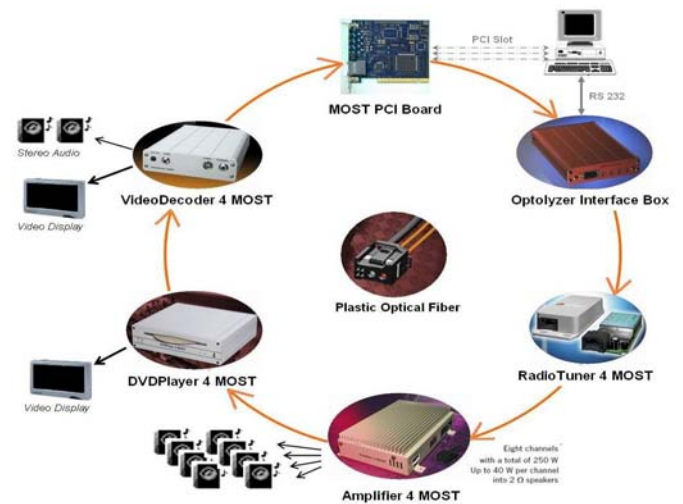 PCI Slot
MOST PCI Board
RS 232
Stereo Audio
VideoDecoder 4 MOST
Optolyzer Interface Box
Video Display
Plastic Optical Fiber
DVDPlayer 4 MOST
RadioTuner 4 MOST
Video Display
Eight channels
with a total of 250 W
Up to 40 W per channel
into 2 Ω speakers
Amplifier 4 MOST